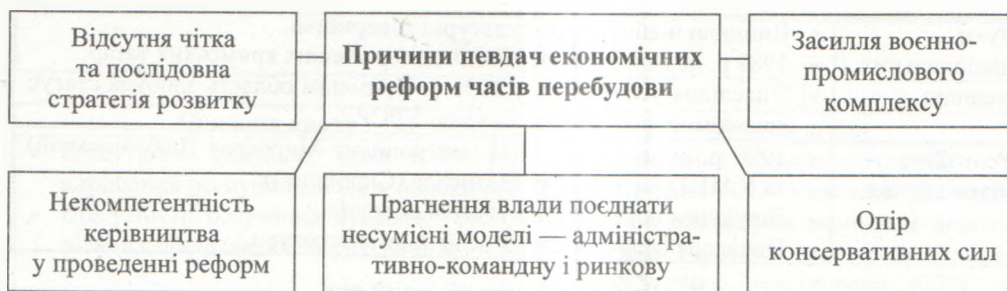 Відсутня чітка
та послідовна
стратегія розвитку
Причини невдач економічних
реформ часів перебудови
Засилля воєнно-
промислового
комплексу
Некомпетентність
керівництва
у проведенні реформ
Прагнення влади поєднати
несумісні моделі — адміністра-
тивно-командну і ринкову
Опір
консервативних сил